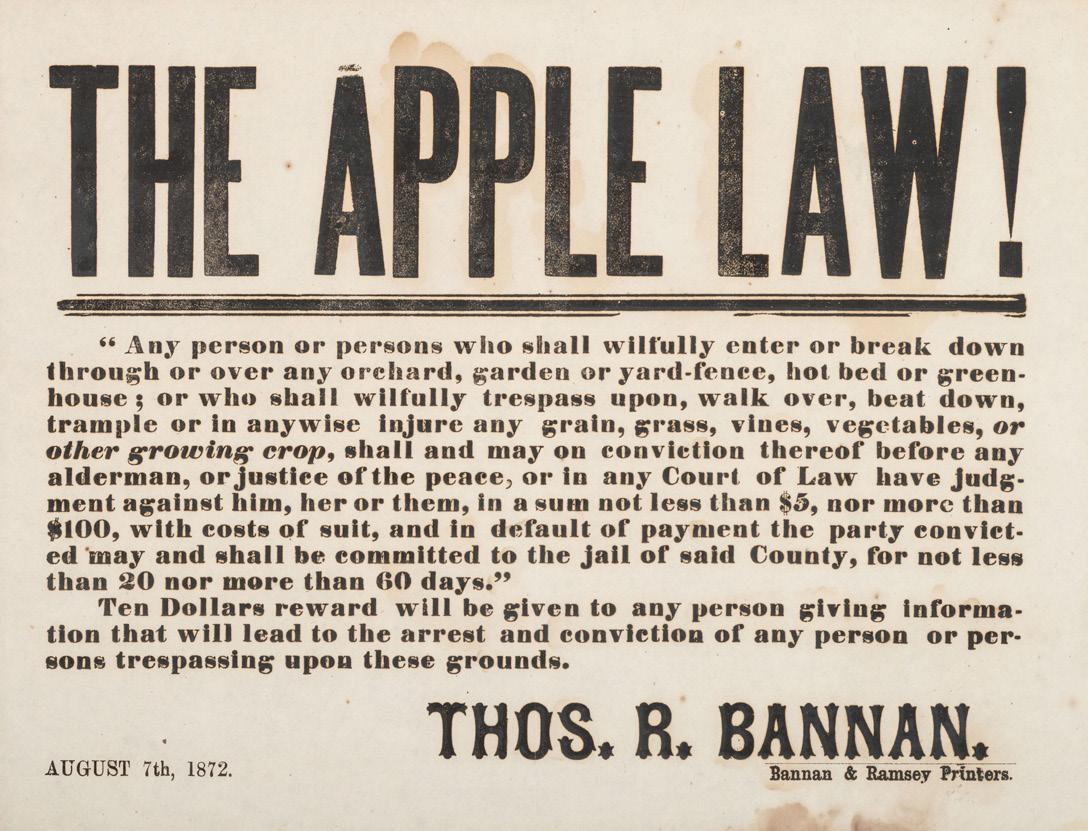 THE APPLE LAW!
“ Any person or persons who shall wilfully enter or break down
through or over any orchard, garden or yard-fence, hot bed or green-
house ; or who shall wilfully trespass upon, walk over, beat down,
trample or in anywise injure any grain, grass, vines, vegetables, or
other growing crop, shall and may on conviction thereof before any
alderman, or justice of the peace, or in any Court of Law have judg-
ment against him, her or them, in a sum not less than $5, nor more than
$100, with costs of suit, and in default of payment the party convict-
ed may and shall be committed to the jail of said County, for not less
than 20 nor more than 60 days.”
Ten Dollars reward will be given to any person giving informa-
tion that will lead to the arrest and conviction of any person or per-
sons trespassing upon these grounds.
THOS. R. BANNAN.
AUGUST 7th, 1872.
Bannan & Ramsey Printers.